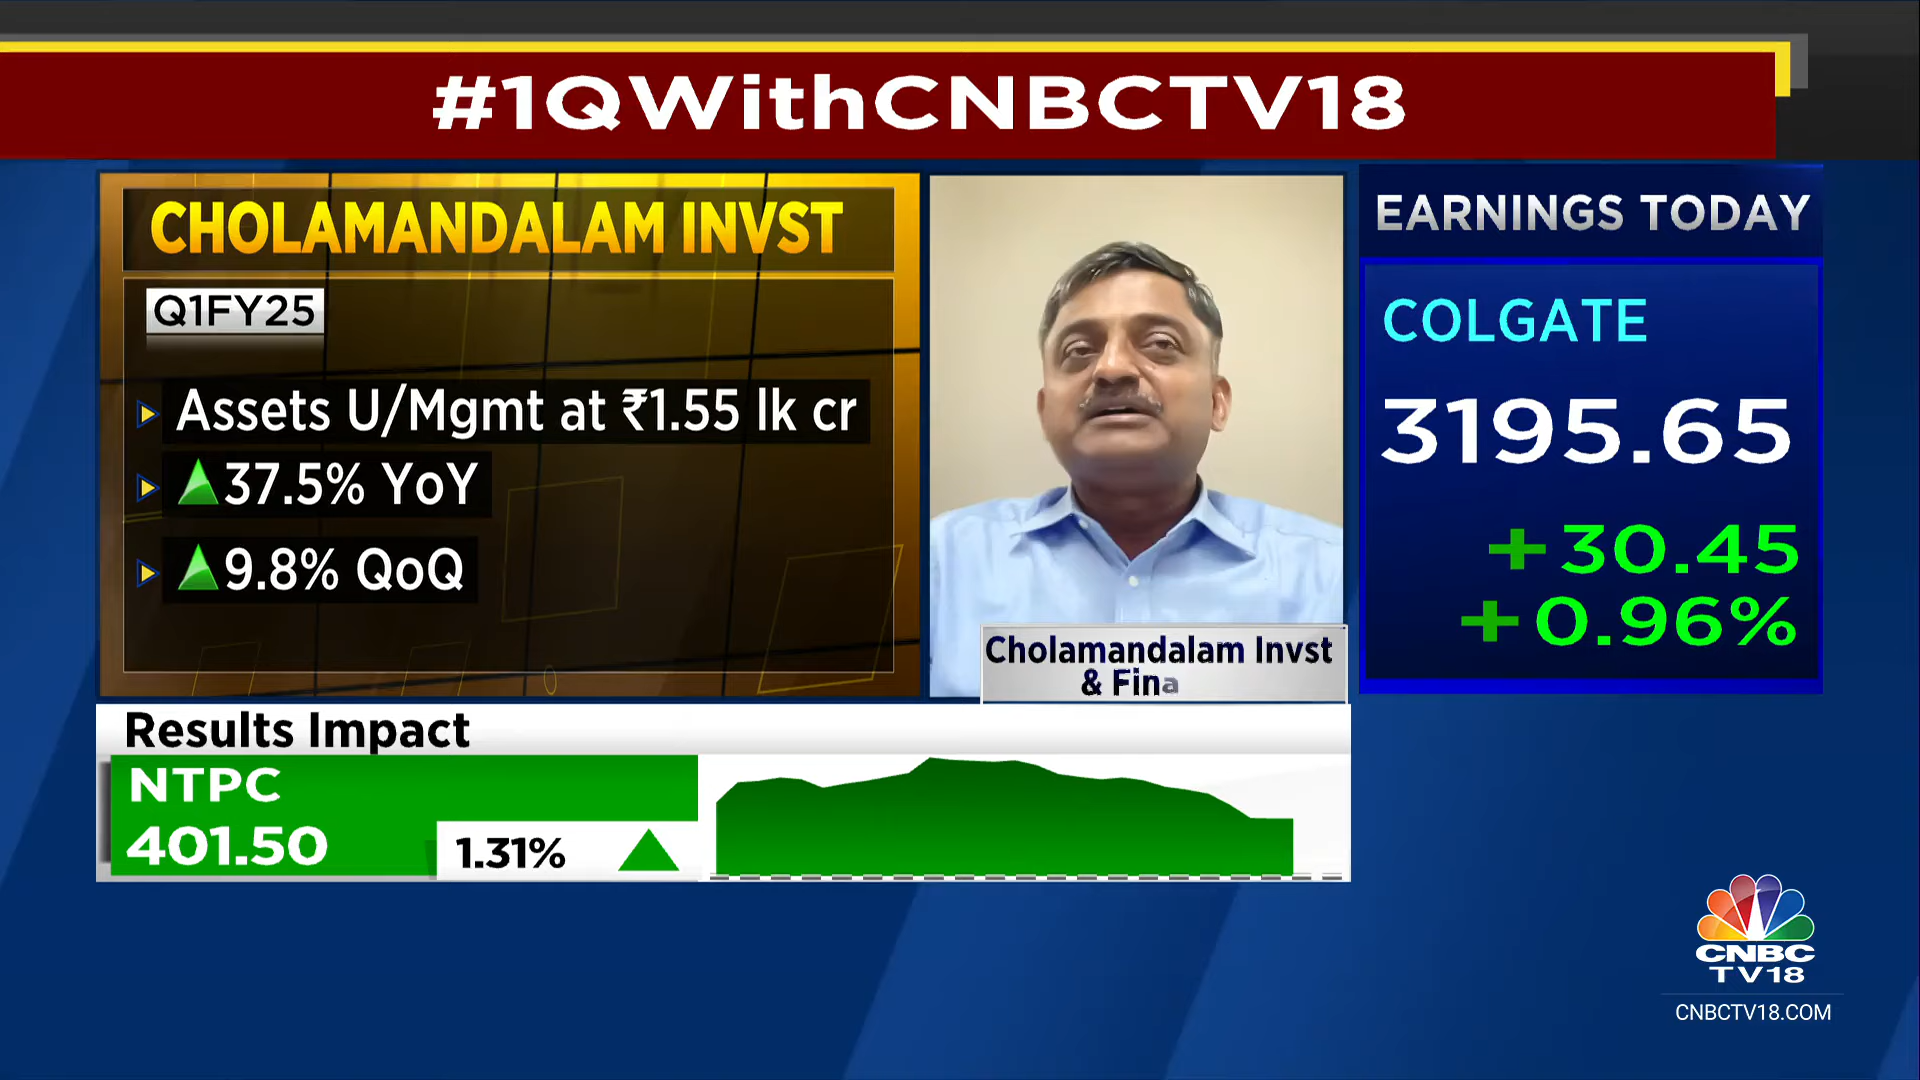 #1QWithCNBCTV18
CHOLAMANDALAM INVST
Q1FY25
Assets U/Mgmt at ₹1.55 lk cr
37.5% YoY
9.8% QoQ
Cholamandalam Invst
& Fina
EARNINGS TODAY
COLGATE
3195.65
+30.45
+0.96%
Results Impact
NTPC
401.50
1.31%
CNBC
TV18
CNBCTV18.COM